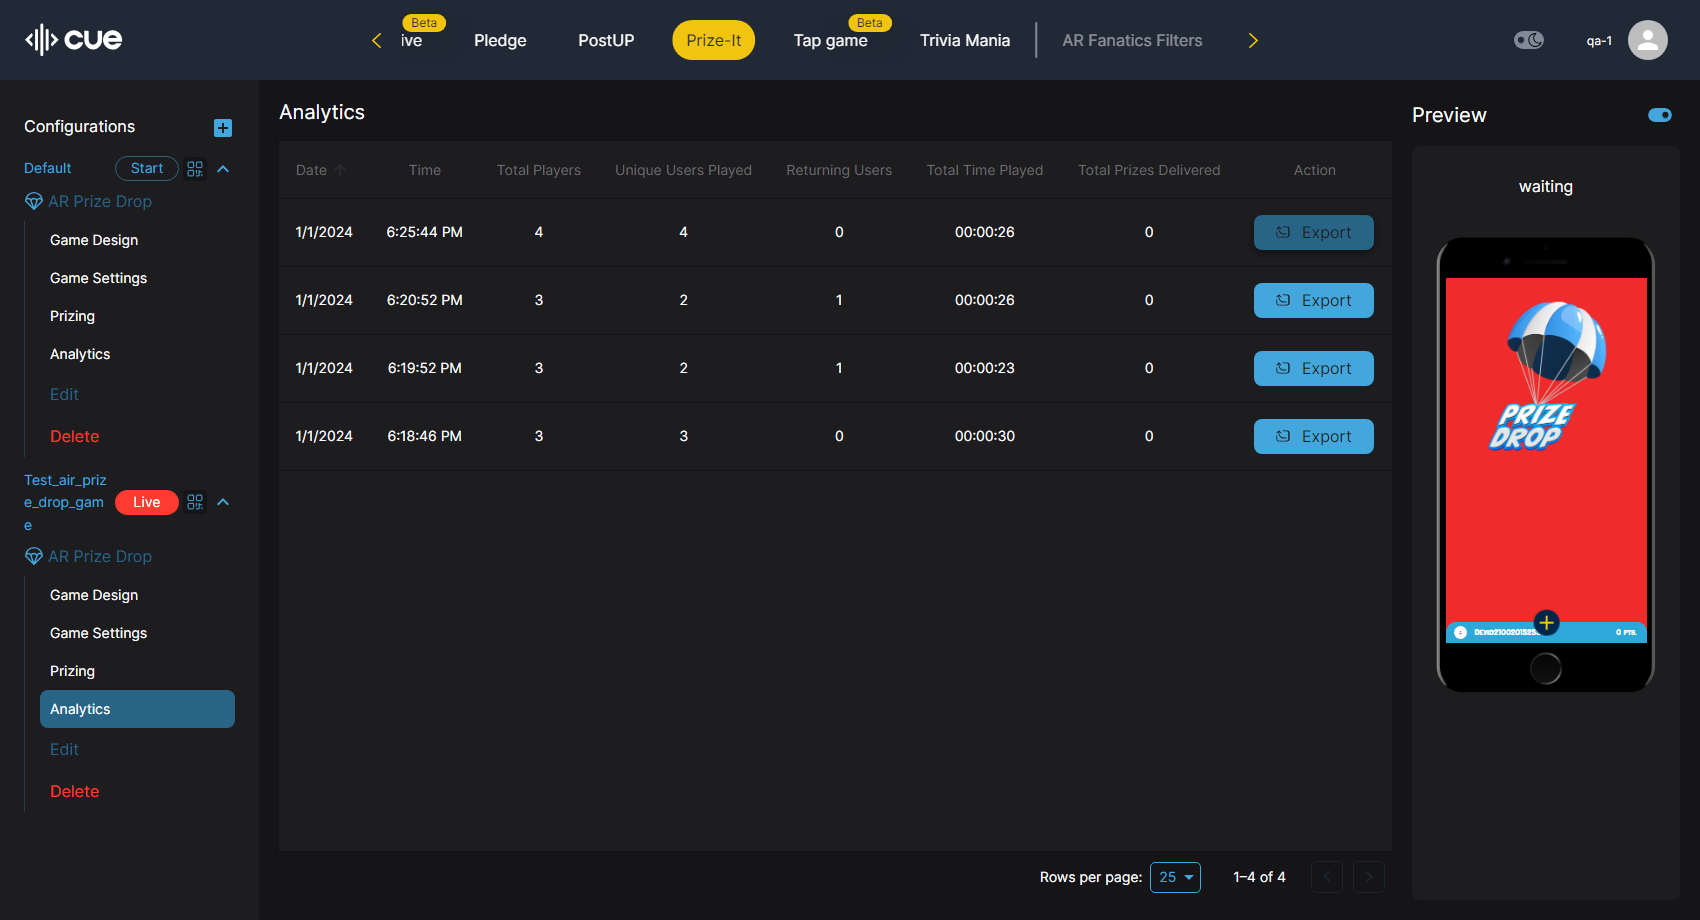 cue
Beta
ive
Pledge
PostUP
Prize-It
Beta
Tap game
Trivia Mania
AR Fanatics Filters
qa-1
Configurations
Default
Start
AR Prize Drop
Game Design
Game Settings
Prizing
Analytics
Edit
Delete
Test_air_priz
e_drop_gam
e
Live
AR Prize Drop
Game Design
Game Settings
Prizing
Analytics
Edit
Delete
Analytics
Date Time Total Players Unique Users Played Returning Users Total Time Played Total Prizes Delivered Action
1/1/2024 6:25:44 PM 4 4 0 00:00:26 0 Export
1/1/2024 6:20:52 PM 3 2 1 00:00:26 0 Export
1/1/2024 6:19:52 PM 3 2 1 00:00:23 0 Export
1/1/2024 6:18:46 PM 3 3 0 00:00:30 0 Export
Rows per page: 25 1–4 of 4
Preview
waiting
PRIZE
DROP
0 PTS.